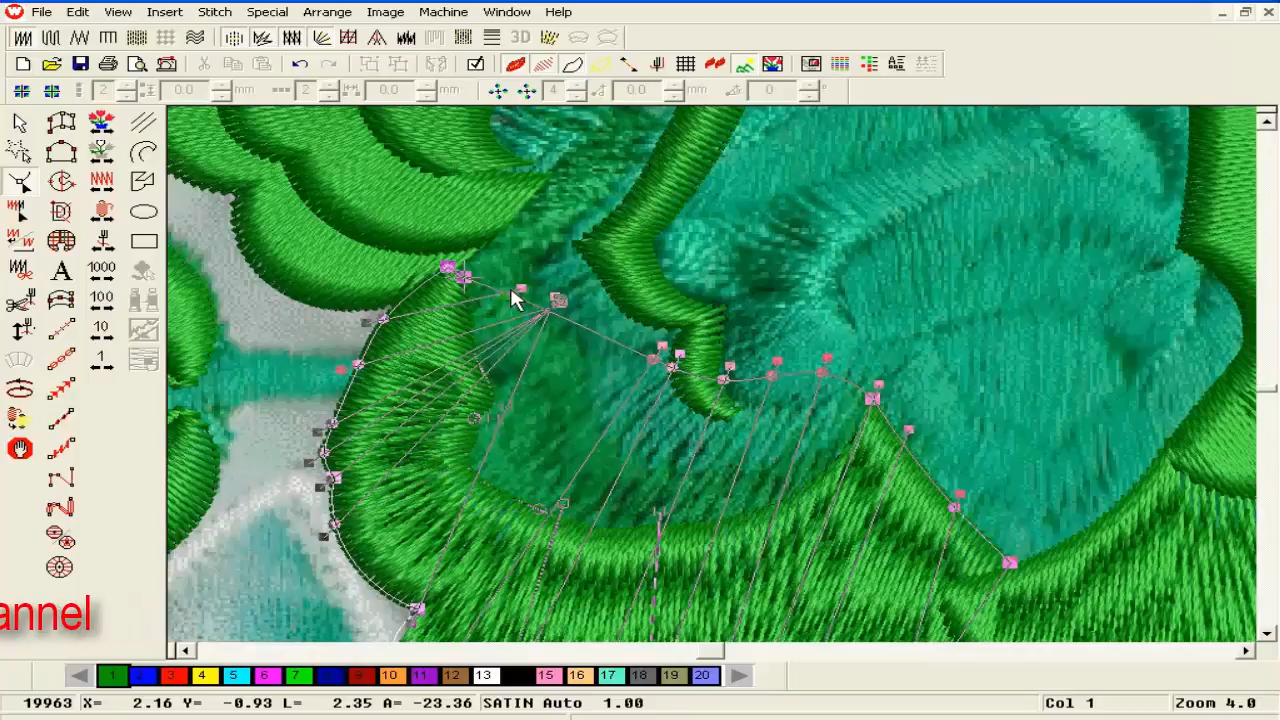 File Edit View Insert Stitch Special Arrange Image Machine Window Help
3D
2 0.0 mm 2 0.0 mm 4 0.0 mm 0
A 1000
100
10
1
annel
1 2 3 4 5 6 7 8 9 10 11 12 13 15 16 17 18 19 20
19963 X= 2.16 Y= -0.93 L= 2.35 A= -23.36 SATIN Auto 1.00 Col 1 Zoom 4.0